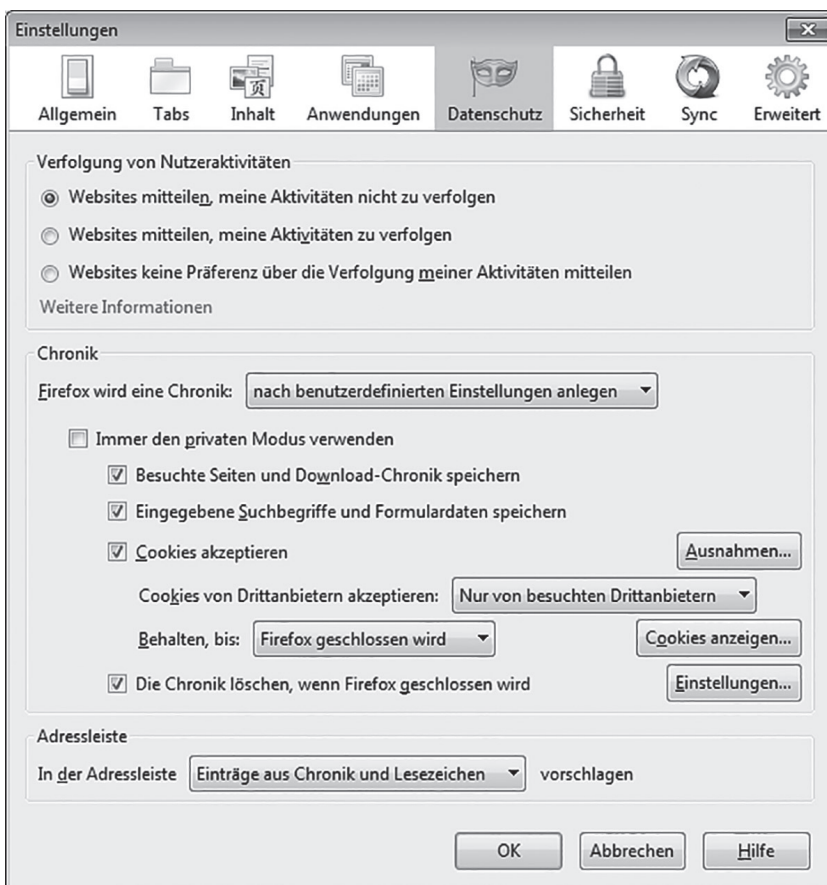 Einstellungen
Allgemein Tabs Inhalt Anwendungen Datenschutz Sicherheit Sync Erweitert
Verfolgung von Nutzeraktivitäten
Websites mitteilen, meine Aktivitäten nicht zu verfolgen
Websites mitteilen, meine Aktivitäten zu verfolgen
Websites keine Präferenz über die Verfolgung meiner Aktivitäten mitteilen
Weitere Informationen
Chronik
Firefox wird eine Chronik: nach benutzerdefinierten Einstellungen anlegen
Immer den privaten Modus verwenden
Besuchte Seiten und Download-Chronik speichern
Eingegebene Suchbegriffe und Formulardaten speichern
Cookies akzeptieren Ausnahmen...
Cookies von Drittanbietern akzeptieren: Nur von besuchten Drittanbietern
Behalten, bis: Firefox geschlossen wird Cookies anzeigen...
Die Chronik löschen, wenn Firefox geschlossen wird Einstellungen...
Adressleiste
In der Adressleiste Einträge aus Chronik und Lesezeichen vorschlagen
OK Abbrechen Hilfe